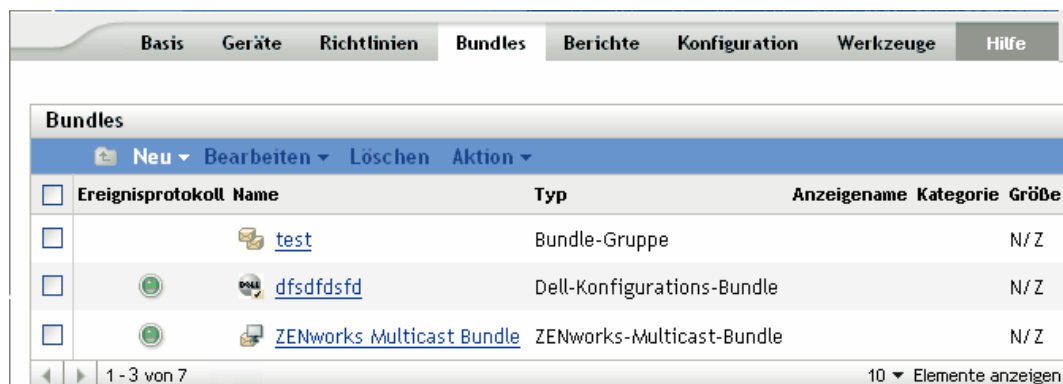 Basis Geräte Richtlinien Bundles Berichte Konfiguration Werkzeuge Hilfe
Bundles
Neu Bearbeiten Löschen Aktion
Ereignisprotokoll Name Typ Anzeigename Kategorie Größe
test Bundle-Gruppe N/Z
DELL dfsdfdsfd Dell-Konfigurations-Bundle N/Z
ZENworks Multicast Bundle ZENworks-Multicast-Bundle N/Z
1 - 3 von 7 10 Elemente anzeigen